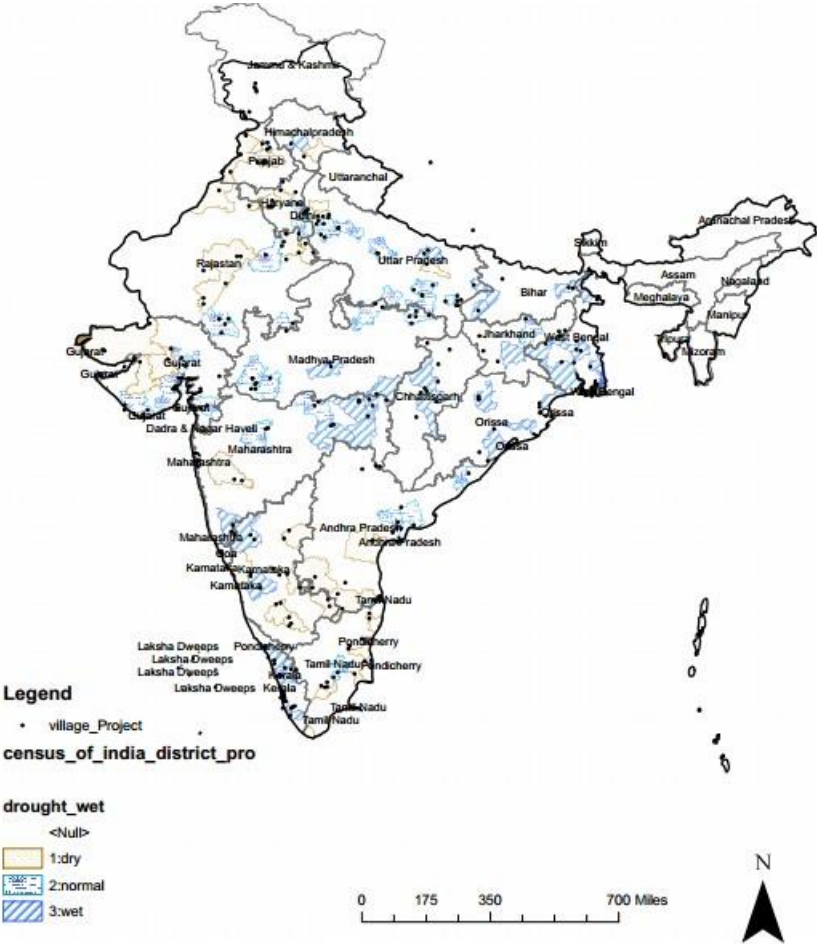 Jammu & Kashmir
Himachalpradesh
Punjab
Uttaranchal
Haryana
Delhi
Arunachal Pradesh
Sikkim
Rajastan
Uttar Pradesh
Assam
Nagaland
Bihar
Meghalaya
Manipur
Jharkhand
West Bengal
Tripura
Mizoram
Gujarat
Madhya Pradesh
Gujarat
Gujarat
Chhattisgarh
West Bengal
Gujarat
Gujarat
Orissa
Orissa
Dadra & Nagar Haveli
Orissa
Maharashtra
Maharashtra
Andhra Pradesh
Maharashtra
Andhra Pradesh
Goa
Karnataka
Karnataka
Karnataka
Tamil Nadu
Pondicherry
Laksha Dweeps
Pondicherry
Laksha Dweeps
Tamil Nadu
Pondicherry
Laksha Dweeps
Kerala
Laksha Dweeps
Kerala
Tamil Nadu
Tamil Nadu
Legend
village_Project
census_of_india_district_pro
drought_wet
<Null>
1:dry
2:normal
3:wet
0 175 350 700 Miles
N